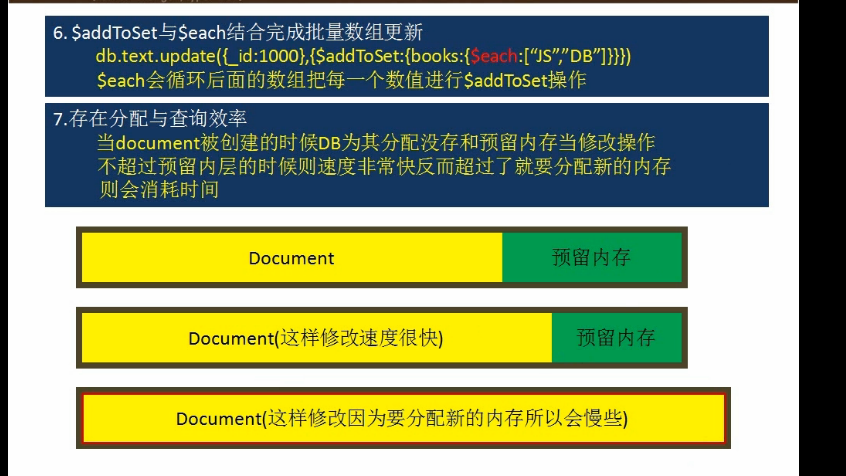 6. $addToSet与$each结合完成批量数组更新
db.text.update({_id:1000},{$addToSet:{books:{$each:[“JS”,”DB”]}}})
$each会循环后面的数组把每一个数值进行$addToSet操作
7.存在分配与查询效率
当document被创建的时候DB为其分配没存和预留内存当修改操作
不超过预留内层的时候则速度非常快反而超过了就要分配新的内存
则会消耗时间
Document 预留内存
Document(这样修改速度很快) 预留内存
Document(这样修改因为要分配新的内存所以会慢些)